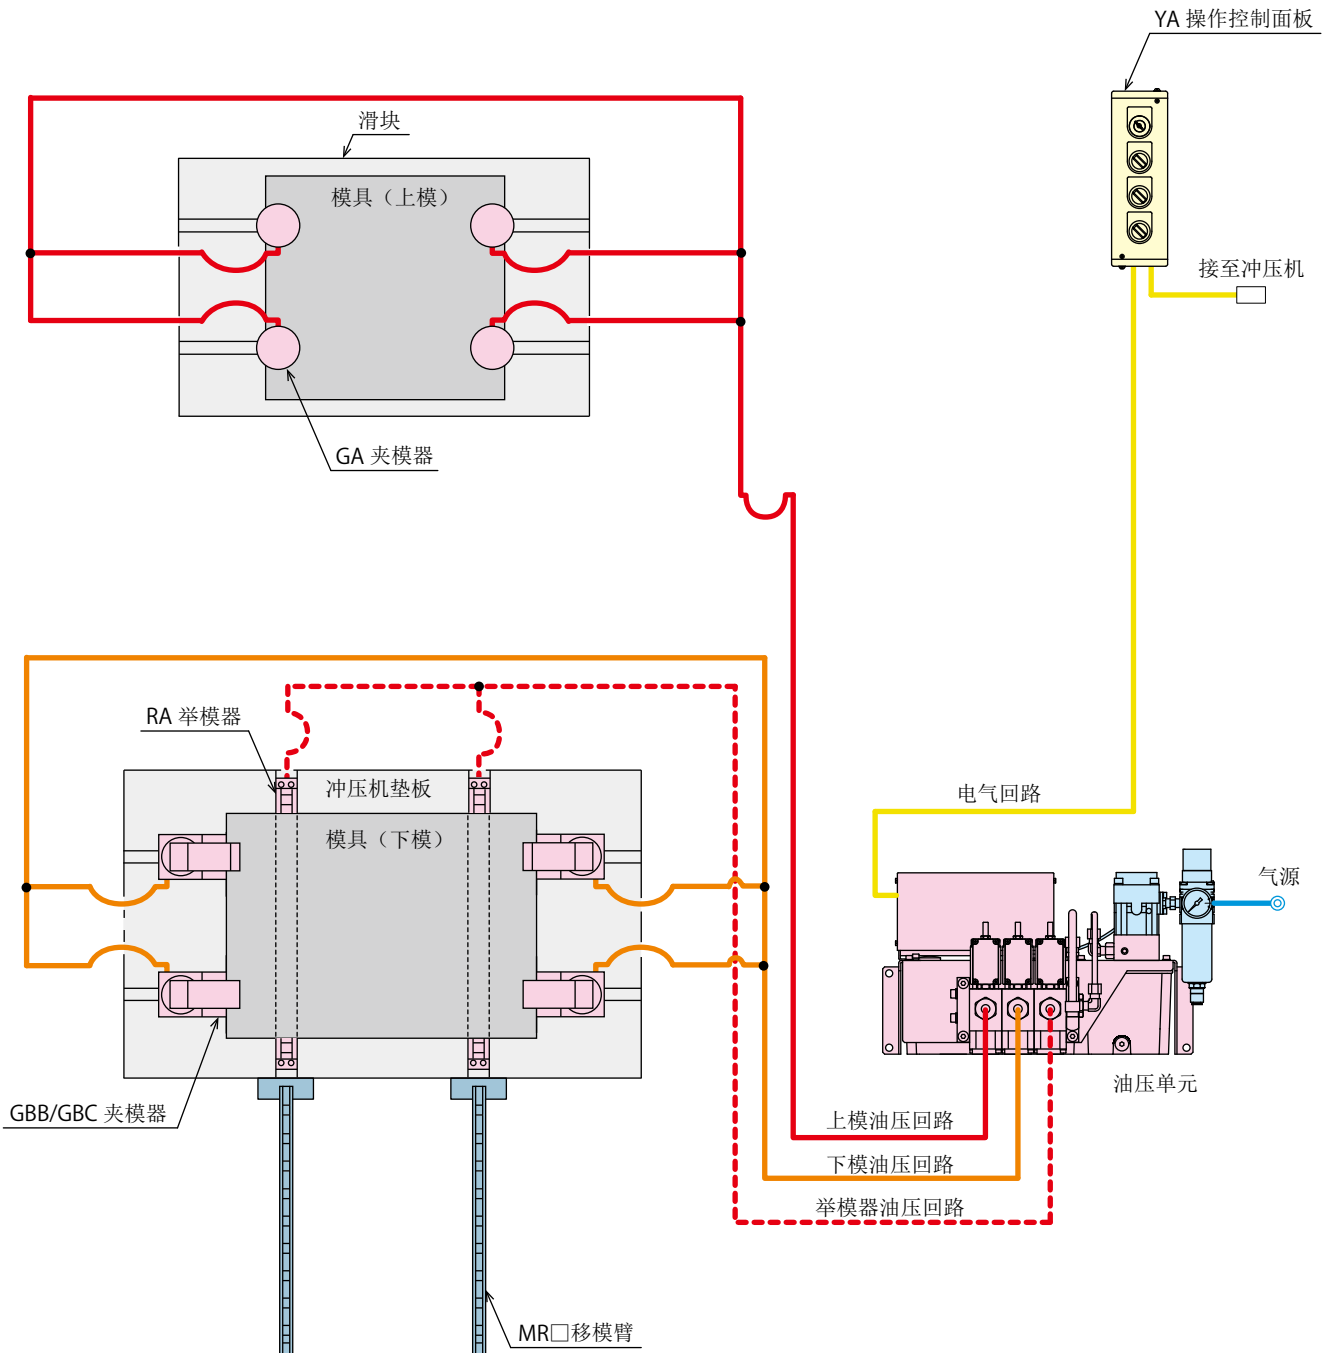 YA 操作控制面板
滑块
模具（上模）
接至冲压机
GA 夹模器
RA 举模器
冲压机垫板
电气回路
模具（下模）
气源
油压单元
GBB/GBC 夹模器
上模油压回路
下模油压回路
举模器油压回路
MR□移模臂